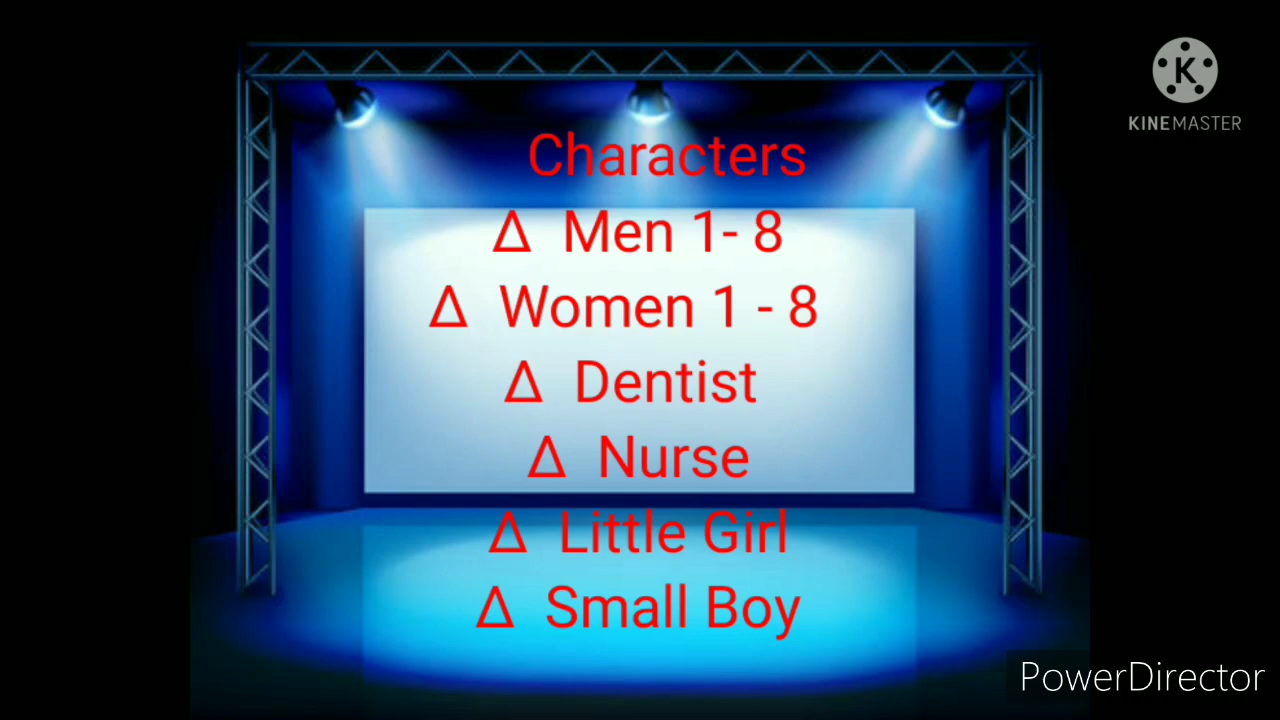 K
KINEMASTER
Characters
Δ Men 1- 8
Δ Women 1 - 8
Δ Dentist
Δ Nurse
Δ Little Girl
Δ Small Boy
PowerDirector